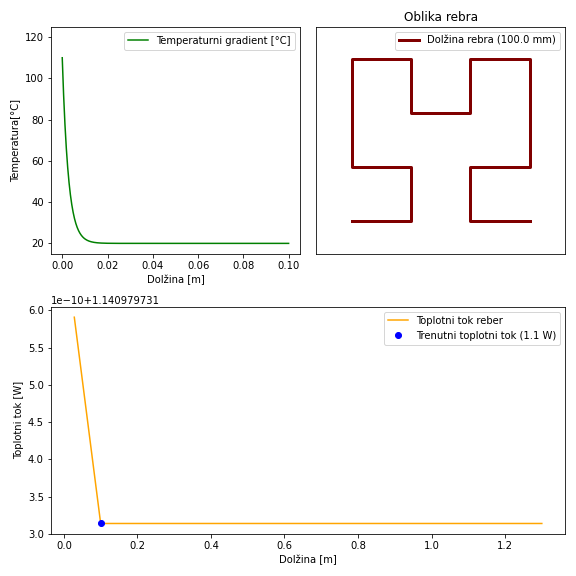 Temperaturni gradient [°C]
Temperatura[°C]
120
100
80
60
40
20
0.00 0.02 0.04 0.06 0.08 0.10
Dolžina [m]
Oblika rebra
Dolžina rebra (100.0 mm)
1e−10+1.140979731
Toplotni tok reber
Trenutni toplotni tok (1.1 W)
Toplotni tok [W]
6.0
5.5
5.0
4.5
4.0
3.5
3.0
0.0 0.2 0.4 0.6 0.8 1.0 1.2
Dolžina [m]